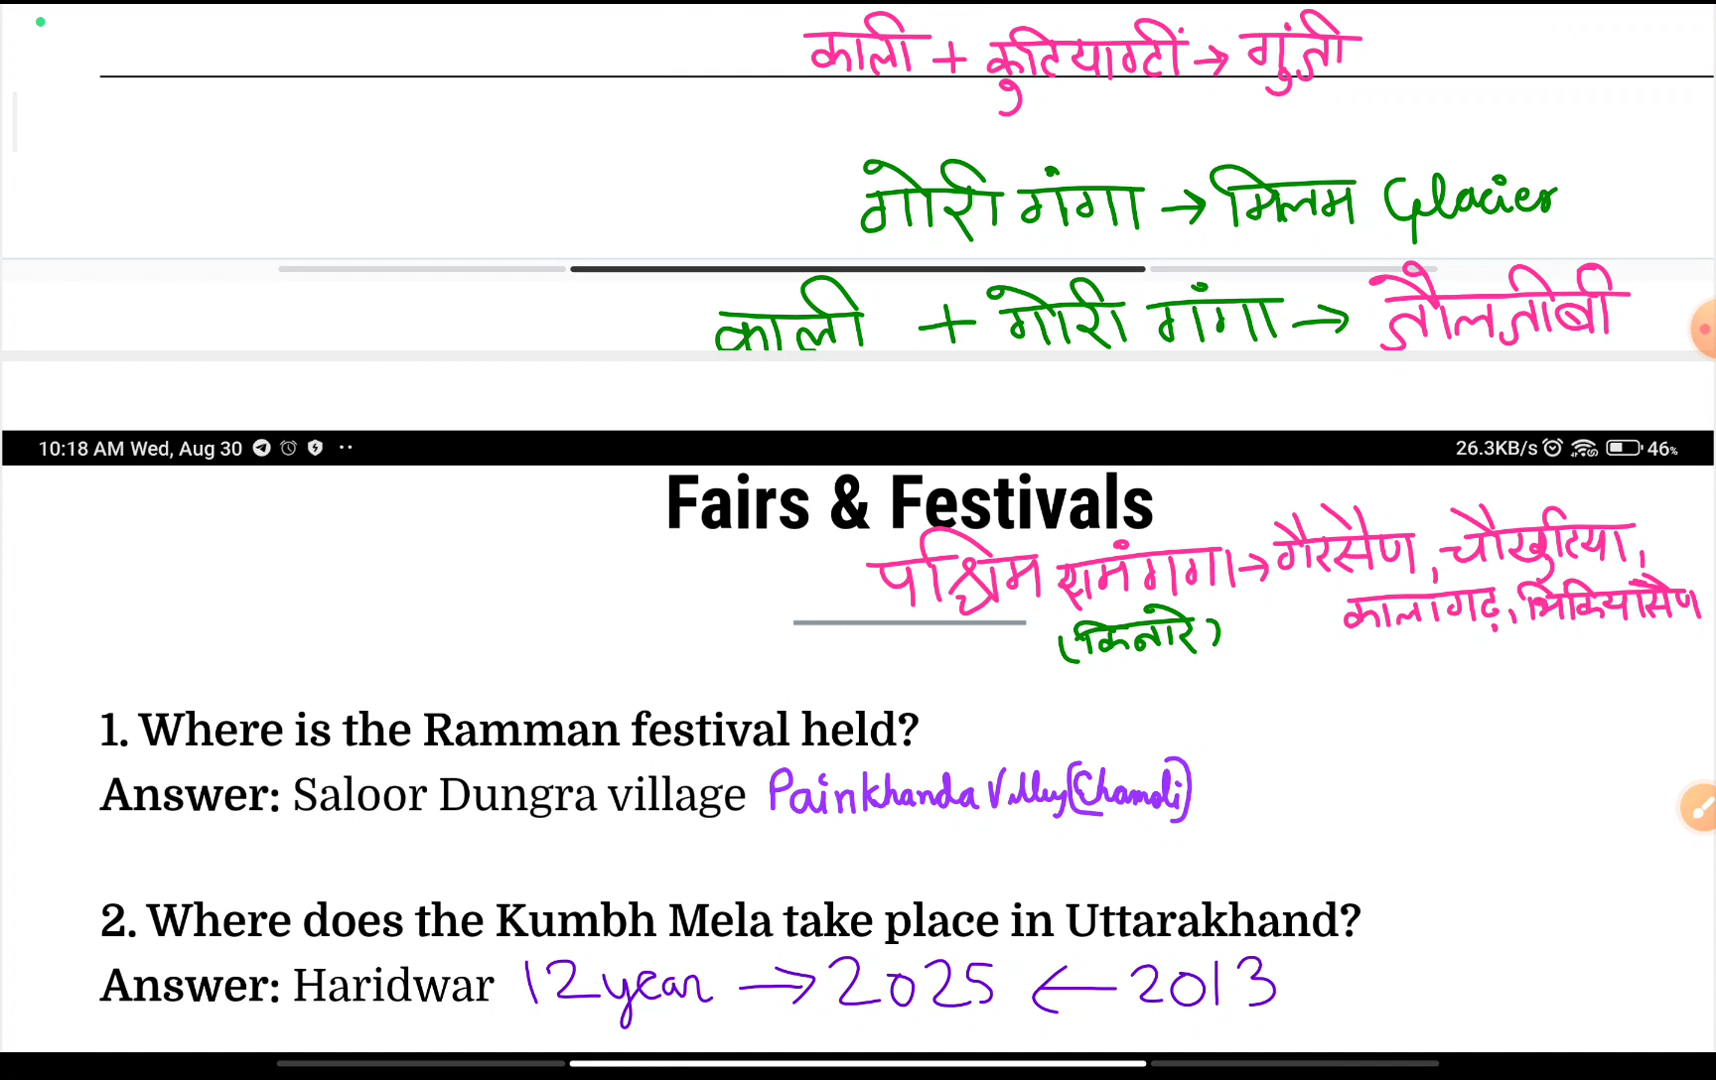 काली + कुटियांगटी → गुंजी
गोरी गंगा → मिलम Glacier
काली + गोरी गंगा → जौलजीबी
10:18 AM Wed, Aug 30
26.3KB/s 46%
Fairs & Festivals
पश्चिम रामगंगा → गैरसैण, चौखुटिया,
कालागढ़, भिकियासैण
(किनारे)
1. Where is the Ramman festival held?
Answer: Saloor Dungra village Painkhanda Valley (Chamoli)
2. Where does the Kumbh Mela take place in Uttarakhand?
Answer: Haridwar 12 year → 2025 ← 2013